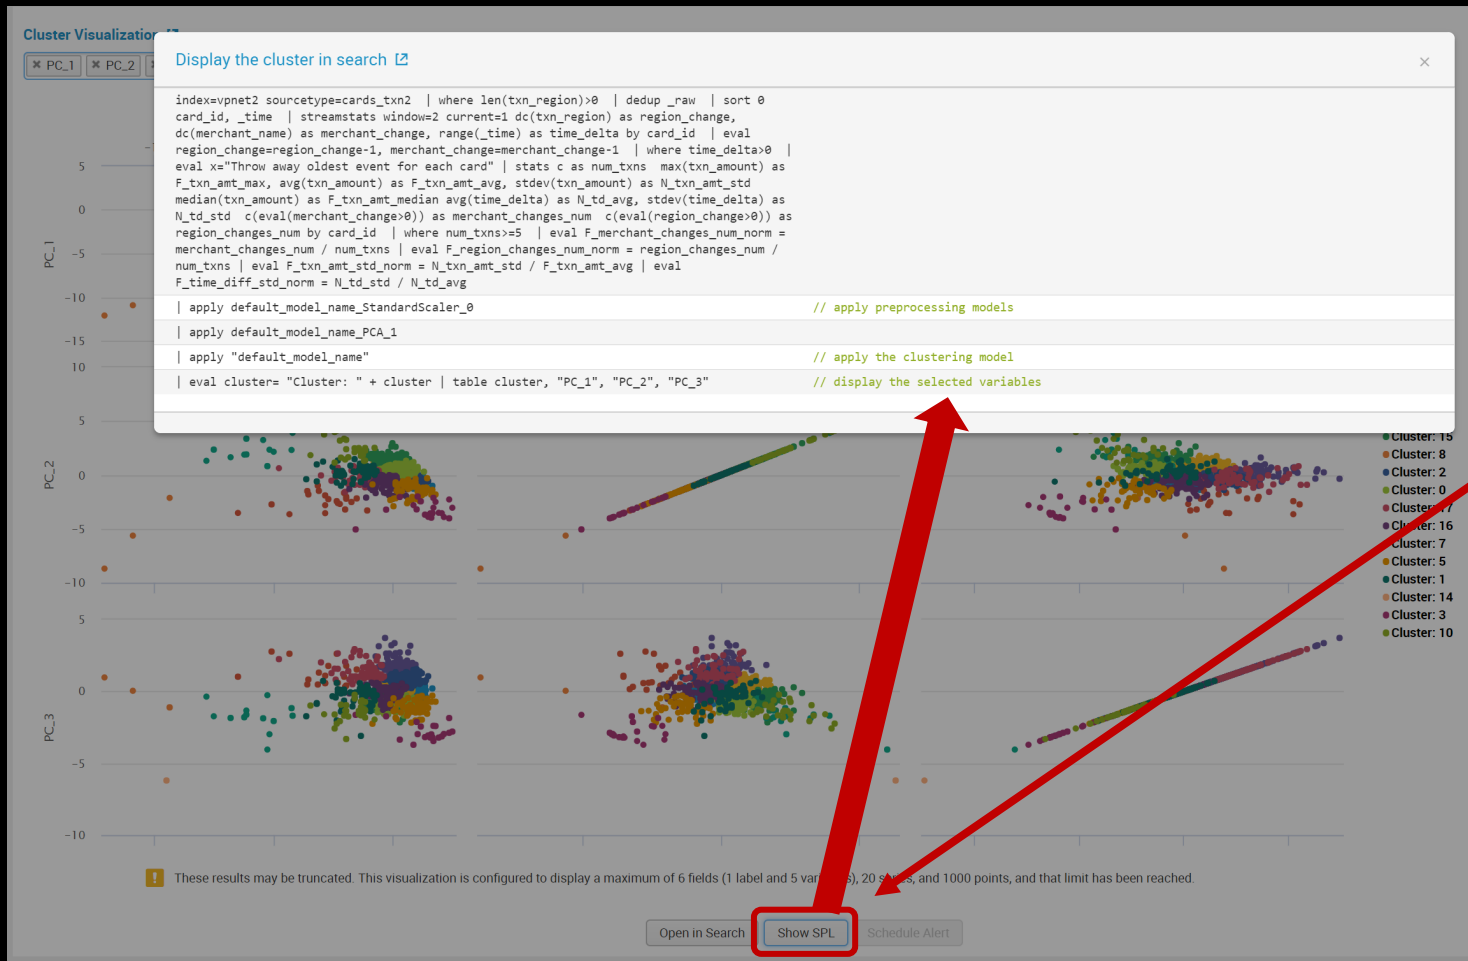 Cluster Visualization
PC_1
PC_2
Display the cluster in search
index=vpnet2 sourcetype=cards_txn2 | where len(txn_region)>0 | dedup _raw | sort 0
card_id, _time | streamstats window=2 current=1 dc(txn_region) as region_change,
dc(merchant_name) as merchant_change, range(_time) as time_delta by card_id | eval
region_change=region_change-1, merchant_change=merchant_change-1 | where time_delta>0 |
eval x="Throw away oldest event for each card" | stats c as num_txns max(txn_amount) as
F_txn_amt_max, avg(txn_amount) as F_txn_amt_avg, stdev(txn_amount) as N_txn_amt_std
median(txn_amount) as F_txn_amt_median avg(time_delta) as N_td_avg, stdev(time_delta) as
N_td_std c(eval(merchant_change>0)) as merchant_changes_num c(eval(region_change>0)) as
region_changes_num by card_id | where num_txns>=5 | eval F_merchant_changes_num_norm =
merchant_changes_num / num_txns | eval F_region_changes_num_norm = region_changes_num /
num_txns | eval F_txn_amt_std_norm = N_txn_amt_std / F_txn_amt_avg | eval
F_time_diff_std_norm = N_td_std / N_td_avg
| apply default_model_name_StandardScaler_0 // apply preprocessing models
| apply default_model_name_PCA_1
| apply "default_model_name" // apply the clustering model
| eval cluster= "Cluster: " + cluster | table cluster, "PC_1", "PC_2", "PC_3" // display the selected variables
PC_1
5
0
-5
-10
-15
PC_2
10
5
0
-5
-10
PC_3
5
0
-5
-10
Cluster: 15
Cluster: 8
Cluster: 2
Cluster: 0
Cluster: 17
Cluster: 16
Cluster: 7
Cluster: 5
Cluster: 1
Cluster: 14
Cluster: 3
Cluster: 10
These results may be truncated. This visualization is configured to display a maximum of 6 fields (1 label and 5 variables), 20 series, and 1000 points, and that limit has been reached.
Open in Search
Show SPL
Schedule Alert